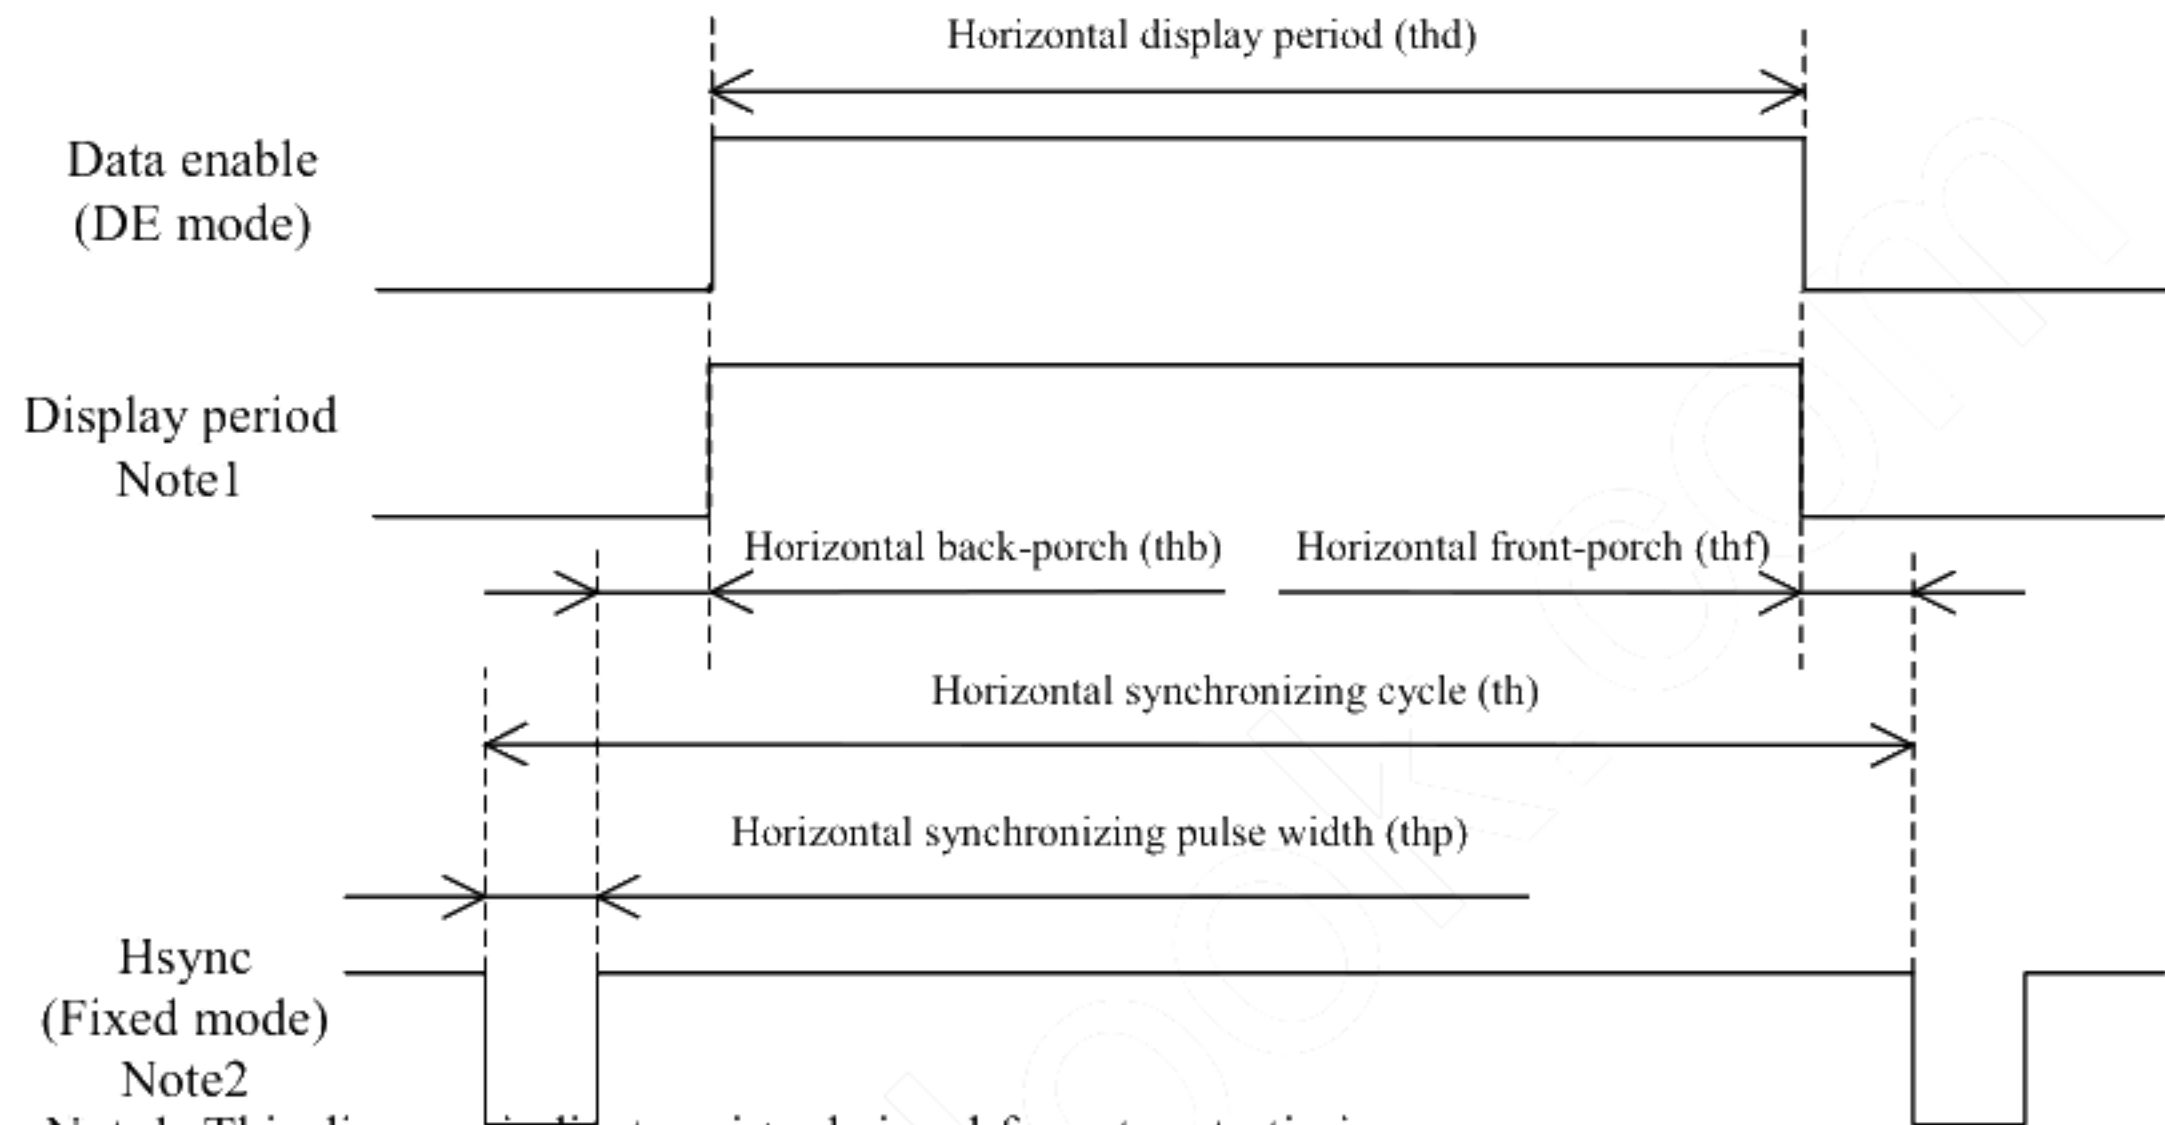 Horizontal display period (thd)
Data enable
(DE mode)
Display period
Note1
Horizontal back-porch (thb)
Horizontal front-porch (thf)
Horizontal synchronizing cycle (th)
Horizontal synchronizing pulse width (thp)
Hsync
(Fixed mode)
Note2